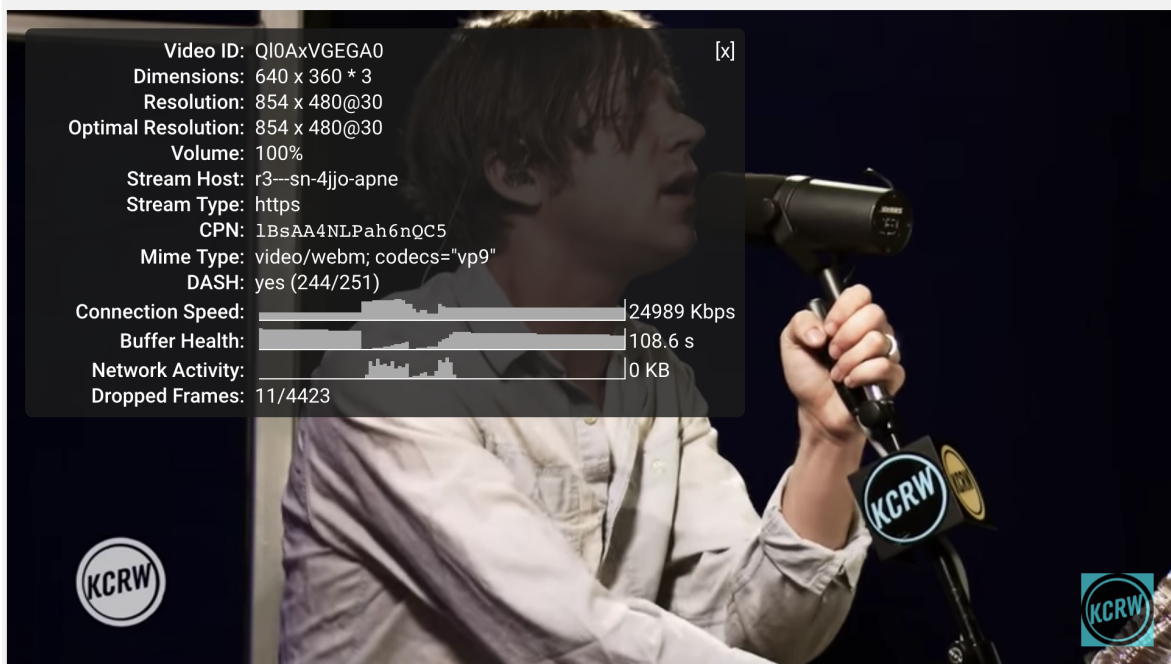 Video ID: Ql0AxVGEGA0 [x]
Dimensions: 640 x 360 * 3
Resolution: 854 x 480@30
Optimal Resolution: 854 x 480@30
Volume: 100%
Stream Host: r3---sn-4jjo-apne
Stream Type: https
CPN: lBsAA4NLPah6nQC5
Mime Type: video/webm; codecs="vp9"
DASH: yes (244/251)
Connection Speed: 24989 Kbps
Buffer Health: 108.6 s
Network Activity: 0 KB
Dropped Frames: 11/4423
KCRW
KCRW
KCRW
KCRW